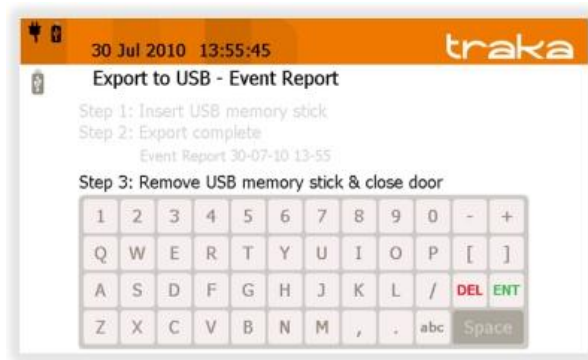 30 Jul 2010 13:55:45 traka
Export to USB - Event Report
Step 1: Insert USB memory stick
Step 2: Export complete
Event Report 30-07-10 13-55
Step 3: Remove USB memory stick & close door
1 2 3 4 5 6 7 8 9 0 - +
Q W E R T Y U I O P [ ]
A S D F G H J K L / DEL ENT
Z X C V B N M , . abc Space